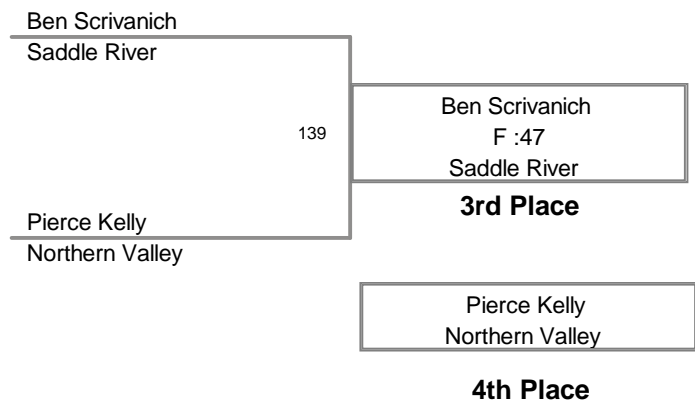 Ben Scrivanich
Saddle River
139
Ben Scrivanich
F :47
Saddle River
3rd Place
Pierce Kelly
Northern Valley
Pierce Kelly
Northern Valley
4th Place